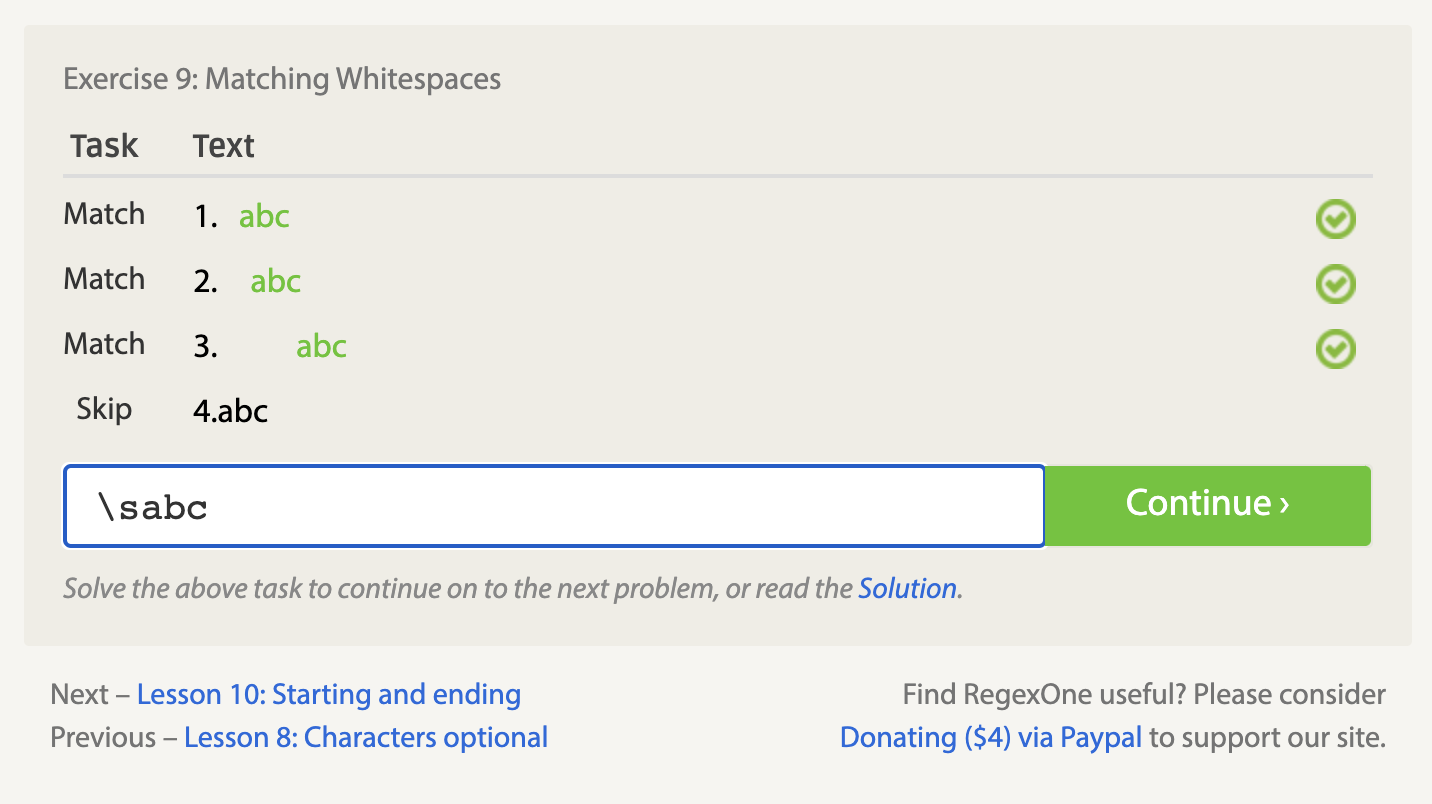 Exercise 9: Matching Whitespaces
Task Text
Match 1. abc
Match 2. abc
Match 3. abc
Skip 4.abc
\sabc
Continue ›
Solve the above task to continue on to the next problem, or read the Solution.
Next – Lesson 10: Starting and ending
Previous – Lesson 8: Characters optional
Find RegexOne useful? Please consider
Donating ($4) via Paypal to support our site.